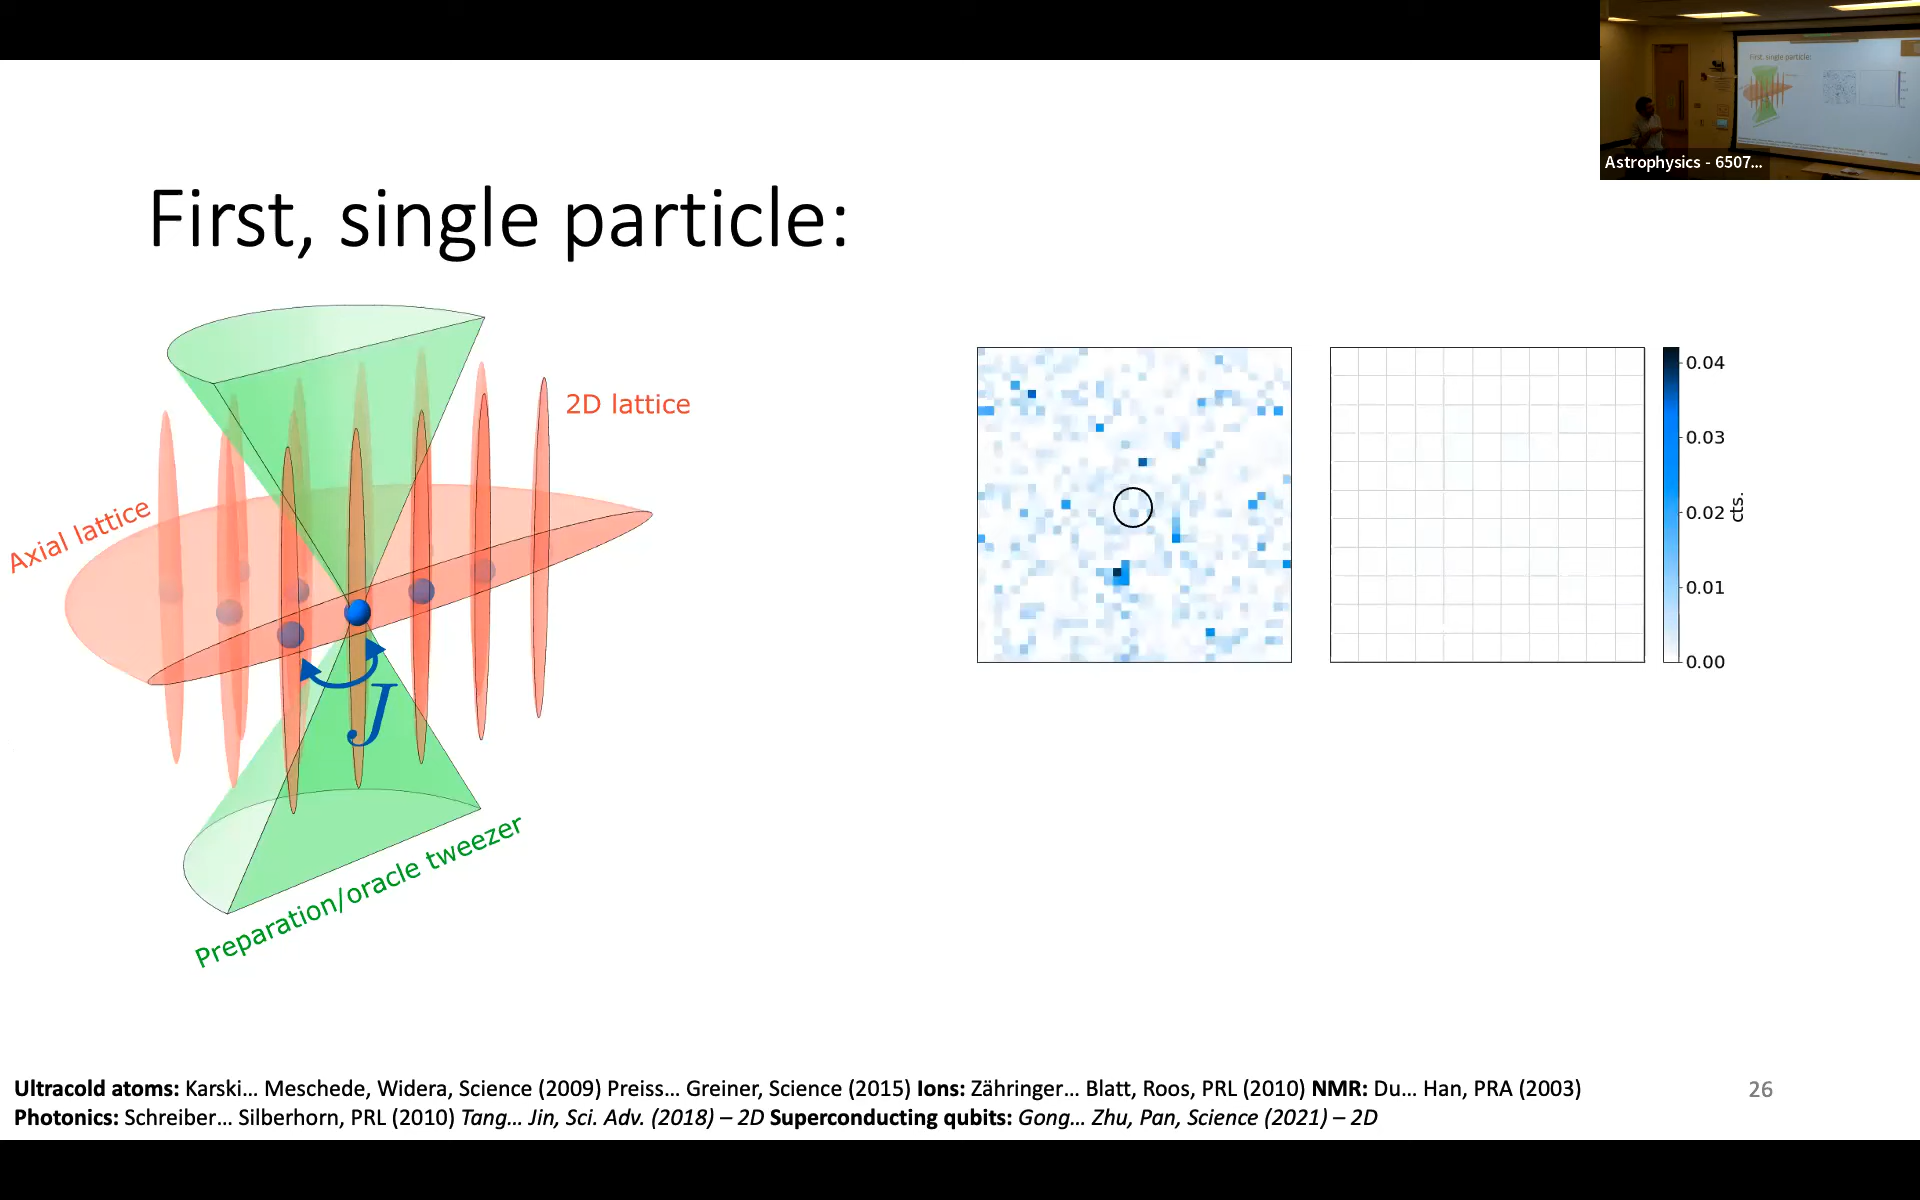 Astrophysics - 6507...
First, single particle:
2D lattice
Axial lattice
J
Preparation/oracle tweezer
0.04
0.03
0.02
0.01
0.00
cts.
Ultracold atoms: Karski... Meschede, Widera, Science (2009) Preiss... Greiner, Science (2015) Ions: Zähringer... Blatt, Roos, PRL (2010) NMR: Du... Han, PRA (2003)
Photonics: Schreiber... Silberhorn, PRL (2010) Tang... Jin, Sci. Adv. (2018) – 2D Superconducting qubits: Gong... Zhu, Pan, Science (2021) – 2D
26